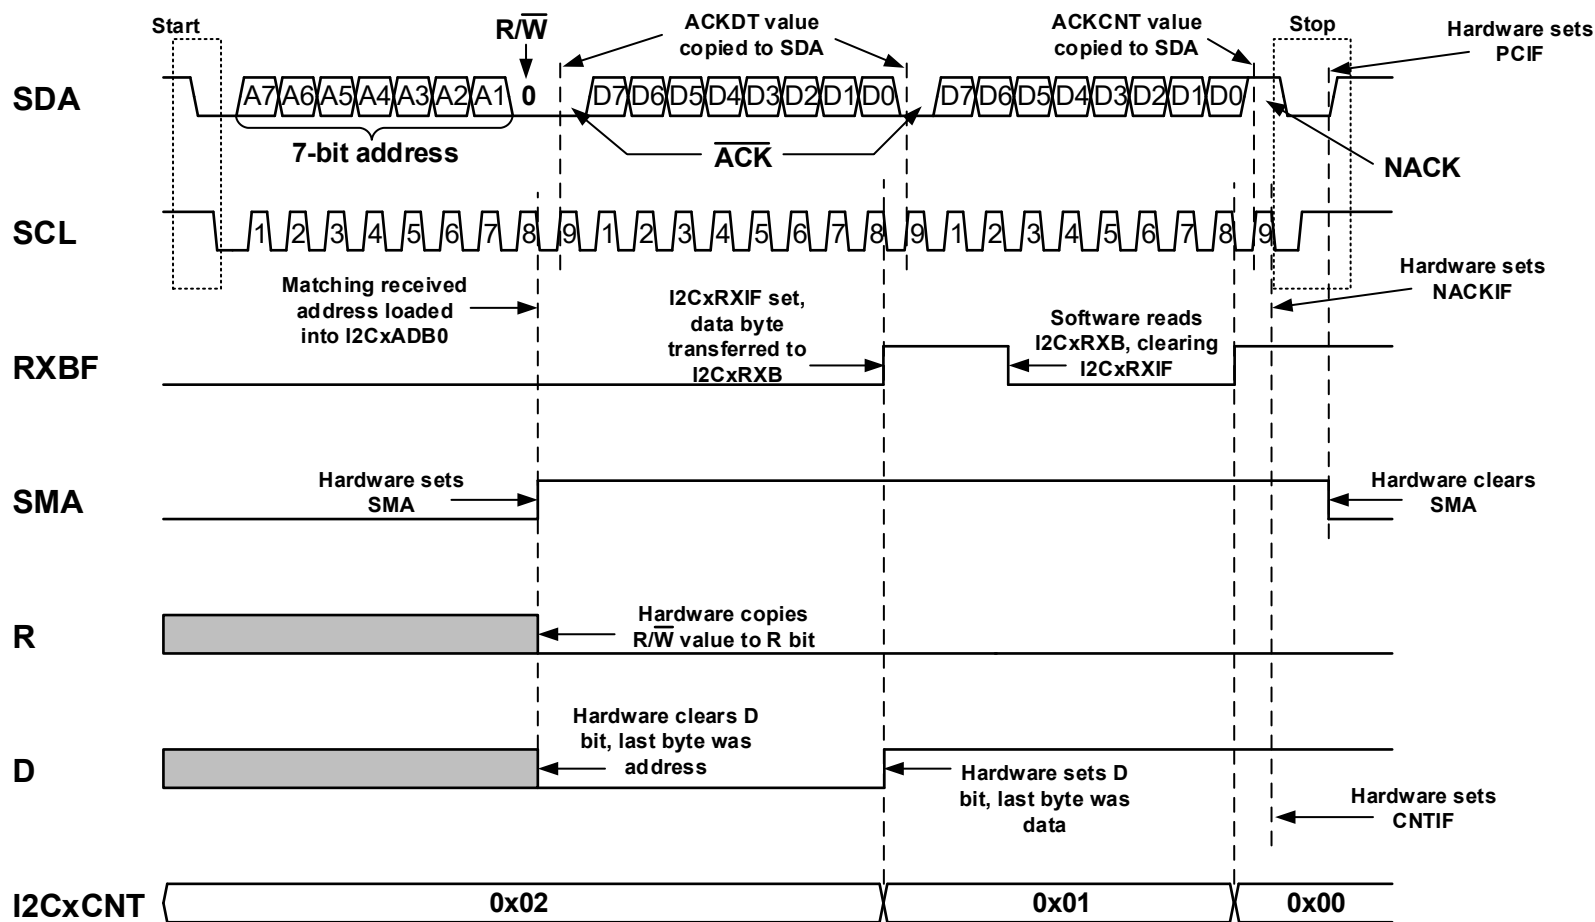 Start
R/W
ACKDT value
copied to SDA
ACKCNT value
copied to SDA
Stop
Hardware sets
PCIF
SDA
A7 A6 A5 A4 A3 A2 A1 0 D7 D6 D5 D4 D3 D2 D1 D0 D7 D6 D5 D4 D3 D2 D1 D0
7-bit address
ACK
NACK
SCL
1 2 3 4 5 6 7 8 9 1 2 3 4 5 6 7 8 9 1 2 3 4 5 6 7 8 9
Matching received
address loaded
into I2CxADB0
I2CxRXIF set,
data byte
transferred to
I2CxRXB
Software reads
I2CxRXB, clearing
I2CxRXIF
Hardware sets
NACKIF
RXBF
Hardware sets
SMA
Hardware clears
SMA
SMA
Hardware copies
R/W value to R bit
R
Hardware clears D
bit, last byte was
address
Hardware sets D
bit, last byte was
data
Hardware sets
CNTIF
D
I2CxCNT
0x02 0x01 0x00